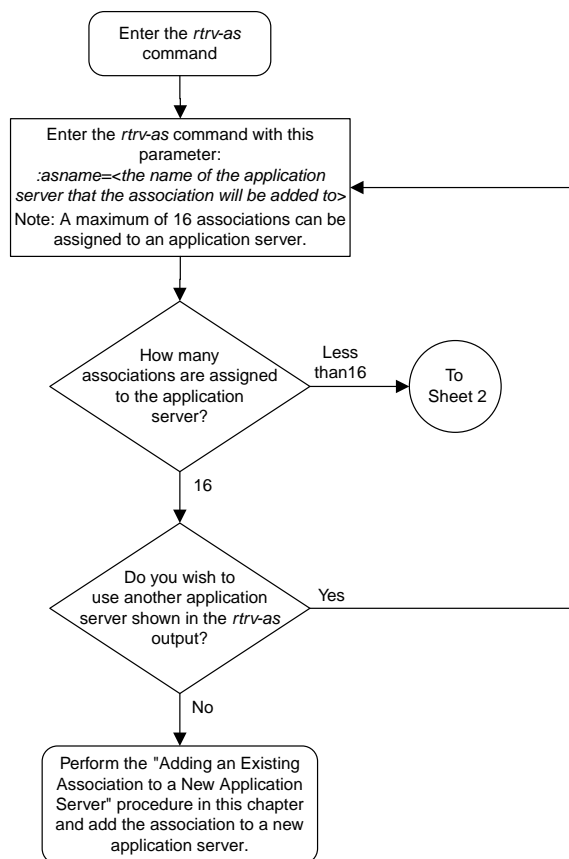 Enter the rtrv-as
command
Enter the rtrv-as command with this
parameter:
:asname=<the name of the application
server that the association will be added to>
Note: A maximum of 16 associations can be
assigned to an application server.
How many
associations are assigned
to the application
server?
Less
than16
To
Sheet 2
16
Do you wish to
use another application
server shown in the rtrv-as
output?
Yes
No
Perform the "Adding an Existing
Association to a New Application
Server" procedure in this chapter
and add the association to a new
application server.